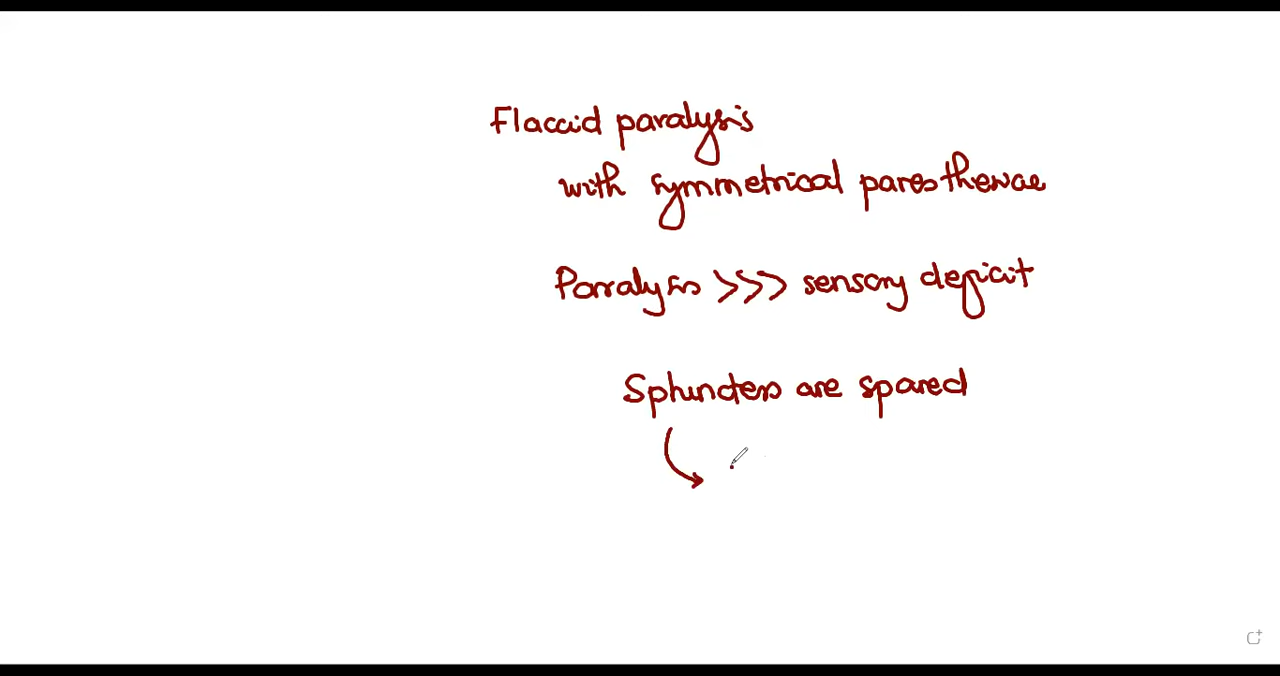 Flaccid paralysis
with symmetrical paresthesiae
Paralysis >>> sensory deficit
Sphincters are spared